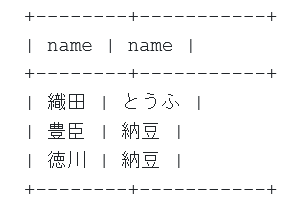 +--------+-----------+
| name | name |
+--------+-----------+
| 織田 | とうふ |
| 豊臣 | 納豆 |
| 徳川 | 納豆 |
+--------+-----------+